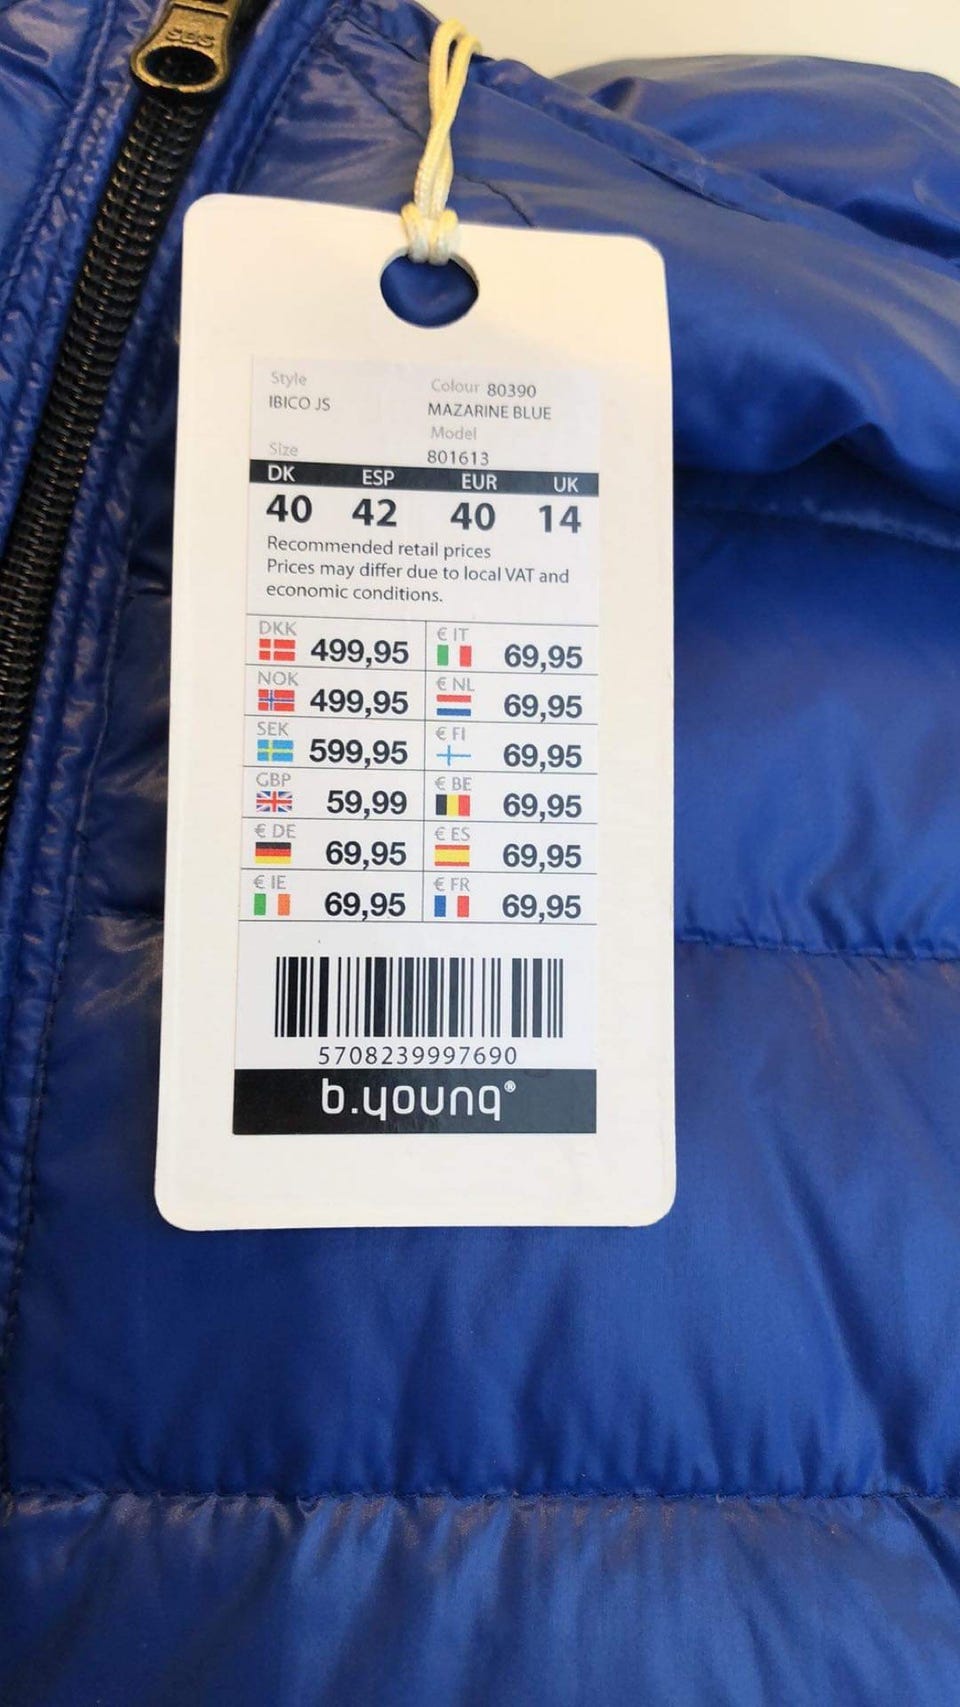 SBS
Style
IBICO JS
Colour 80390
MAZARINE BLUE
Model
801613
Size
DK ESP EUR UK
40 42 40 14
Recommended retail prices
Prices may differ due to local VAT and
economic conditions.
DKK 499,95 € IT 69,95
NOK 499,95 € NL 69,95
SEK 599,95 € FI 69,95
GBP 59,99 € BE 69,95
€ DE 69,95 € ES 69,95
€ IE 69,95 € FR 69,95
5708239997690
b.young®